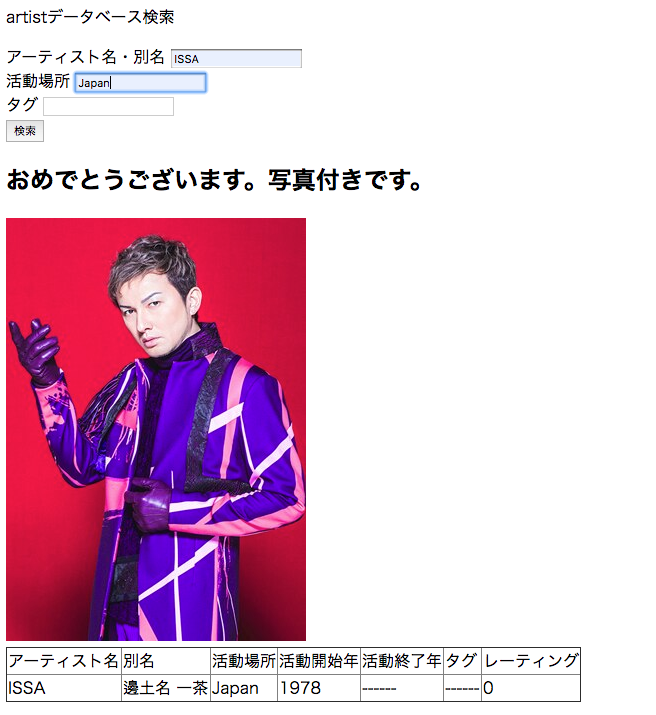 artistデータベース検索
アーティスト名・別名 ISSA
活動場所 Japan
タグ
検索
おめでとうございます。写真付きです。
アーティスト名 別名 活動場所 活動開始年 活動終了年 タグ レーティング
ISSA 邊土名 一茶 Japan 1978 ------ ------ 0